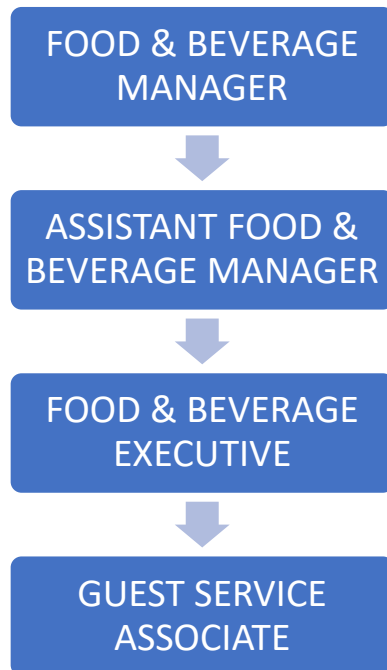 FOOD & BEVERAGE
MANAGER
ASSISTANT FOOD &
BEVERAGE MANAGER
FOOD & BEVERAGE
EXECUTIVE
GUEST SERVICE
ASSOCIATE